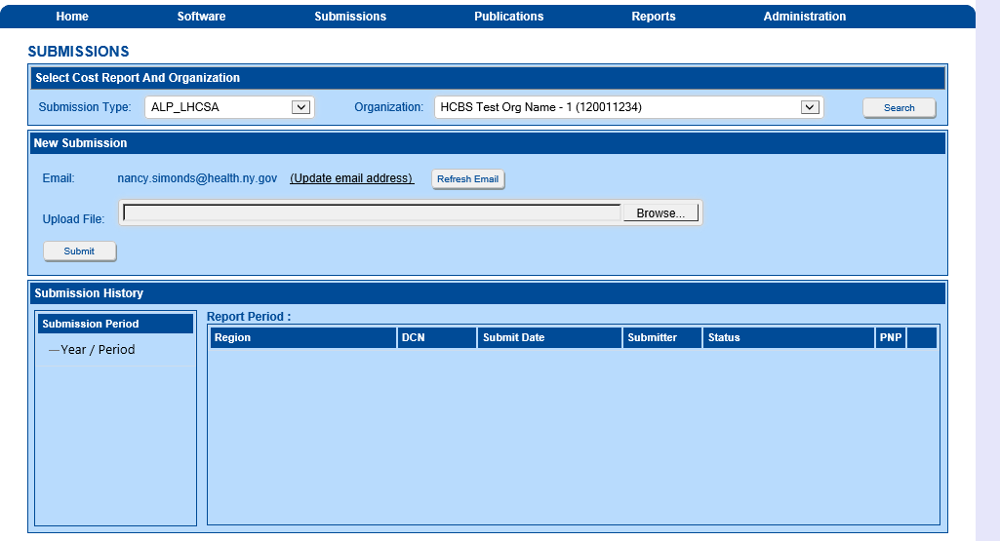 Home Software Submissions Publications Reports Administration
SUBMISSIONS
Select Cost Report And Organization
Submission Type: ALP_LHCSA Organization: HCBS Test Org Name - 1 (120011234) Search
New Submission
Email: nancy.simonds@health.ny.gov (Update email address) Refresh Email
Upload File: Browse...
Submit
Submission History
Submission Period
Year / Period
Report Period :
Region DCN Submit Date Submitter Status PNP